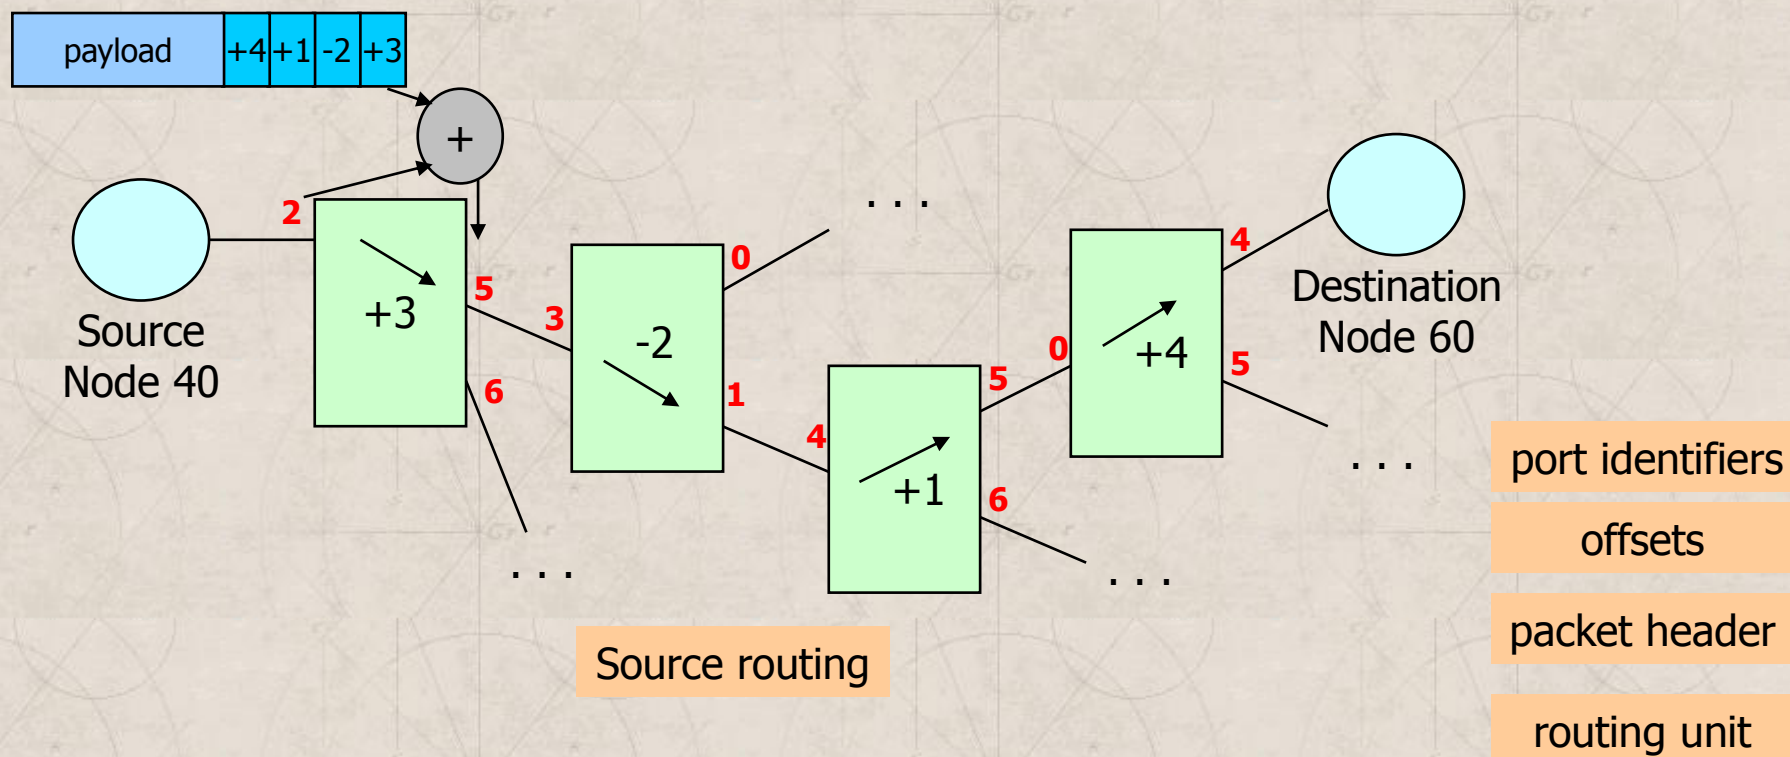 payload +4 +1 -2 +3
+
2
+3
5
6
Source
Node 40
. . .
3
-2
0
1
. . .
4
+1
5
6
. . .
0
+4
4
5
Destination
Node 60
. . .
port identifiers
offsets
packet header
routing unit
Source routing